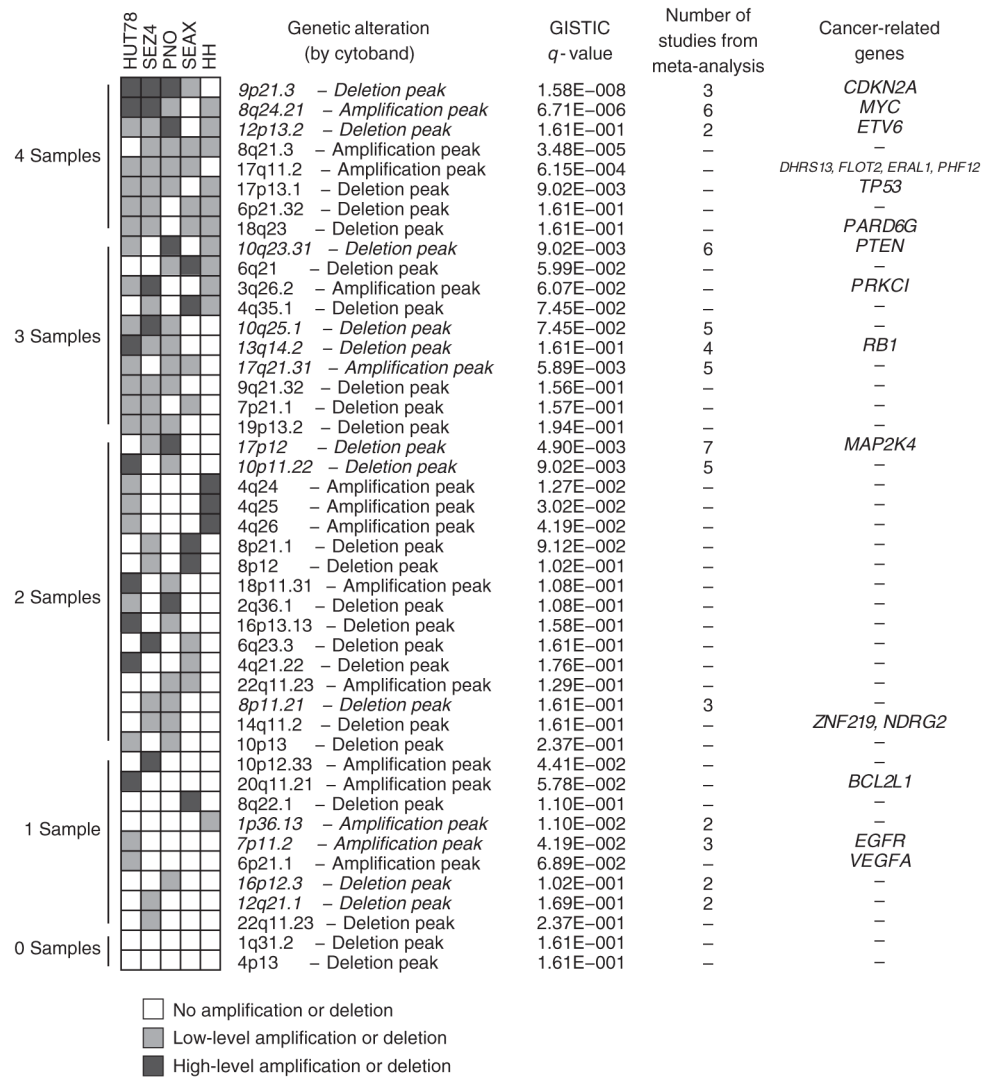 HUT78 SEZ4 PNO SEAX HH
Genetic alteration (by cytoband) GISTIC q-value Number of studies from meta-analysis Cancer-related genes
4 Samples
9p21.3 – Deletion peak 1.58E–008 3 CDKN2A
8q24.21 – Amplification peak 6.71E–006 6 MYC
12p13.2 – Deletion peak 1.61E–001 2 ETV6
8q21.3 – Amplification peak 3.48E–005 – –
17q11.2 – Amplification peak 6.15E–004 – DHRS13, FLOT2, ERAL1, PHF12
17p13.1 – Deletion peak 9.02E–003 – TP53
6p21.32 – Deletion peak 1.61E–001 – –
18q23 – Deletion peak 1.61E–001 – PARD6G
3 Samples
10q23.31 – Deletion peak 9.02E–003 6 PTEN
6q21 – Deletion peak 5.99E–002 – –
3q26.2 – Amplification peak 6.07E–002 – PRKCI
4q35.1 – Deletion peak 7.45E–002 – –
10q25.1 – Deletion peak 7.45E–002 5 –
13q14.2 – Deletion peak 1.61E–001 4 RB1
17q21.31 – Amplification peak 5.89E–003 5 –
9q21.32 – Deletion peak 1.56E–001 – –
7p21.1 – Deletion peak 1.57E–001 – –
19p13.2 – Deletion peak 1.94E–001 – –
2 Samples
17p12 – Deletion peak 4.90E–003 7 MAP2K4
10p11.22 – Deletion peak 9.02E–003 5 –
4q24 – Amplification peak 1.27E–002 – –
4q25 – Amplification peak 3.02E–002 – –
4q26 – Amplification peak 4.19E–002 – –
8p21.1 – Deletion peak 9.12E–002 – –
8p12 – Deletion peak 1.02E–001 – –
18p11.31 – Amplification peak 1.08E–001 – –
2q36.1 – Deletion peak 1.08E–001 – –
16p13.13 – Deletion peak 1.58E–001 – –
6q23.3 – Deletion peak 1.61E–001 – –
4q21.22 – Deletion peak 1.76E–001 – –
22q11.23 – Amplification peak 1.29E–001 – –
8p11.21 – Deletion peak 1.61E–001 3 –
14q11.2 – Deletion peak 1.61E–001 – ZNF219, NDRG2
10p13 – Deletion peak 2.37E–001 – –
1 Sample
10p12.33 – Amplification peak 4.41E–002 – –
20q11.21 – Amplification peak 5.78E–002 – BCL2L1
8q22.1 – Deletion peak 1.10E–001 – –
1p36.13 – Amplification peak 1.10E–002 2 –
7p11.2 – Amplification peak 4.19E–002 3 EGFR
6p21.1 – Amplification peak 6.89E–002 – VEGFA
16p12.3 – Deletion peak 1.02E–001 2 –
12q21.1 – Deletion peak 1.69E–001 2 –
22q11.23 – Deletion peak 2.37E–001 – –
0 Samples
1q31.2 – Deletion peak 1.61E–001 – –
4p13 – Deletion peak 1.61E–001 – –
No amplification or deletion
Low-level amplification or deletion
High-level amplification or deletion